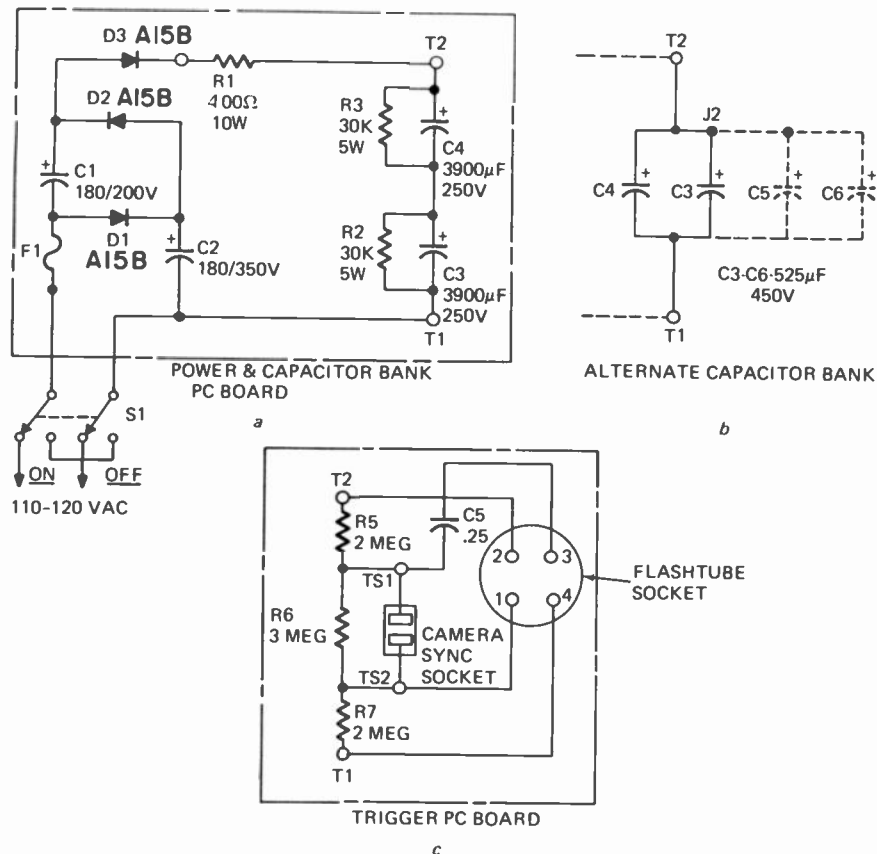 D3 A15B
T2
R1
400Ω
10W
D2 A15B
R3
30K
5W
+
C4
3900µF
250V
+
C1
180/200V
F1
D1
A15B
+
C2
180/350V
R2
30K
5W
+
C3
3900µF
250V
T1
POWER & CAPACITOR BANK
PC BOARD
a
S1
ON
OFF
110-120 VAC
T2
J2
C4
+
C3
+
C5
+
C6
+
C3-C6-525µF
450V
T1
ALTERNATE CAPACITOR BANK
b
T2
R5
2 MEG
C5
.25
TS1
2
3
1
4
FLASHTUBE
SOCKET
R6
3 MEG
CAMERA
SYNC
SOCKET
TS2
R7
2 MEG
T1
TRIGGER PC BOARD
c